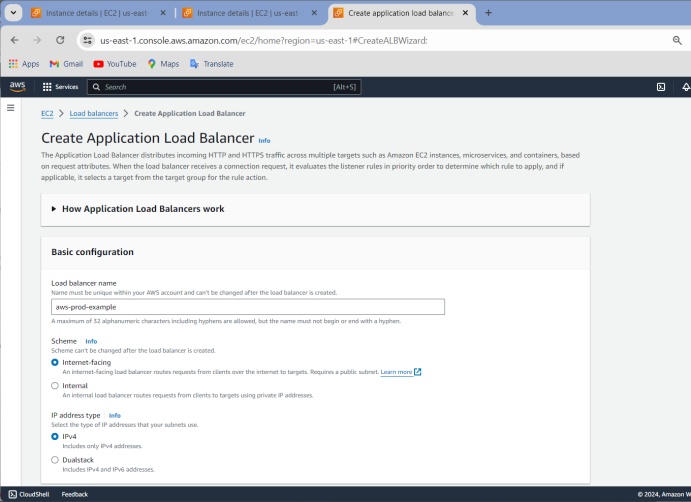 Instance details | EC2 | us-east-
Instance details | EC2 | us-east-
Create application load balance
us-east-1.console.aws.amazon.com/ec2/home?region=us-east-1#CreateALBWizard:
Apps Gmail YouTube Maps Translate
aws Services Search [Alt+S]
EC2 > Load balancers > Create Application Load Balancer
Create Application Load Balancer Info
The Application Load Balancer distributes incoming HTTP and HTTPS traffic across multiple targets such as Amazon EC2 instances, microservices, and containers, based
on request attributes. When the load balancer receives a connection request, it evaluates the listener rules in priority order to determine which rule to apply, and if
applicable, it selects a target from the target group for the rule action.
How Application Load Balancers work
Basic configuration
Load balancer name
Name must be unique within your AWS account and can't be changed after the load balancer is created.
aws-prod-example
A maximum of 32 alphanumeric characters including hyphens are allowed, but the name must not begin or end with a hyphen.
Scheme Info
Scheme can't be changed after the load balancer is created.
Internet-facing
An internet-facing load balancer routes requests from clients over the internet to targets. Requires a public subnet. Learn more
Internal
An internal load balancer routes requests from clients to targets using private IP addresses.
IP address type Info
Select the type of IP addresses that your subnets use.
IPv4
Includes only IPv4 addresses.
Dualstack
Includes IPv4 and IPv6 addresses.
CloudShell Feedback © 2024, Amazon W